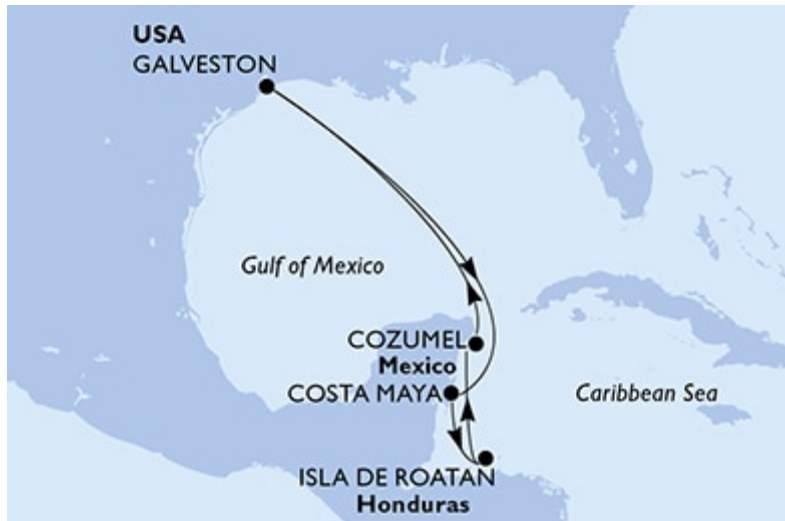 USA
GALVESTON
Gulf of Mexico
COZUMEL
Mexico
COSTA MAYA
Caribbean Sea
ISLA DE ROATAN
Honduras